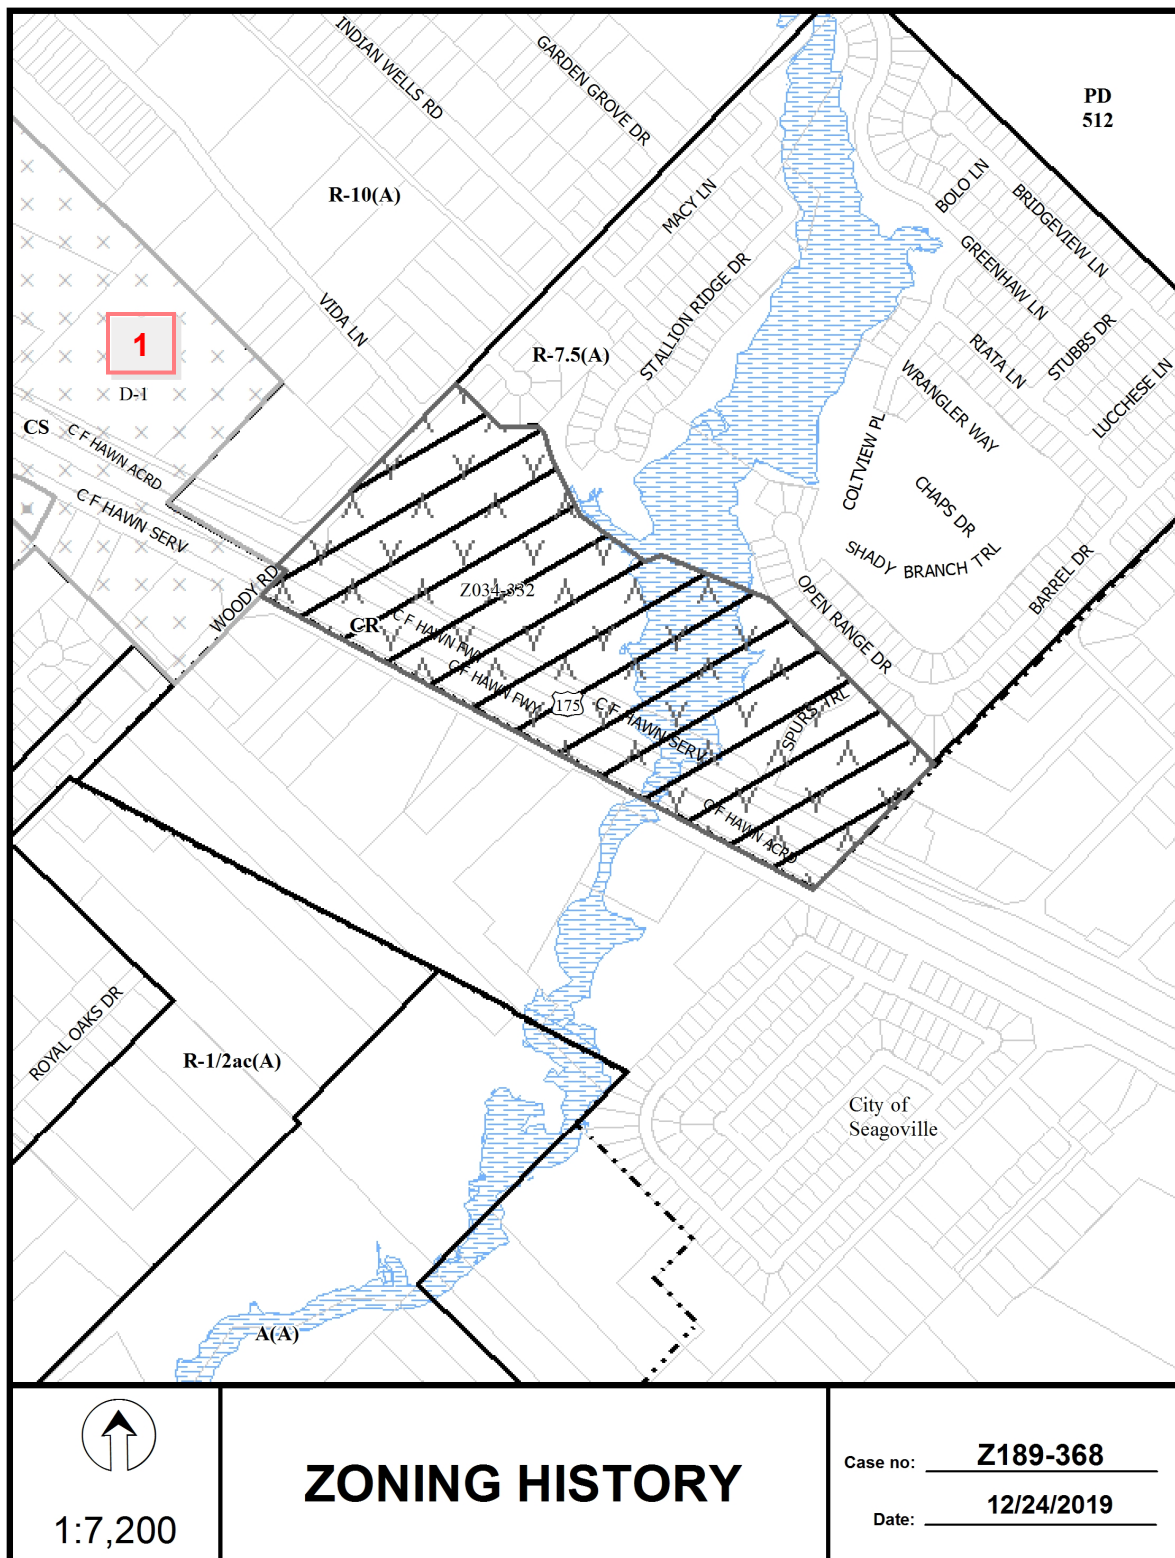 INDIAN WELLS RD
GARDEN GROVE DR
PD
512
R-10(A)
MACY LN
BOLO LN
BRIDGEVIEW LN
GREENHAW LN
STALLION RIDGE DR
VIDA LN
1
R-7.5(A)
RIATA LN
STUBBS DR
D-1
WRANGLER WAY
LUCCHESE LN
CS
C F HAWN ACRD
COLTVIEW PL
C F HAWN SERV
CHAPS DR
SHADY BRANCH TRL
WOODY RD
Z034-332
OPEN RANGE DR
BARREL DR
CR
C F HAWN FWY
C F HAWN FWY
175
C F HAWN SERV
SPURS TRL
C F HAWN ACRD
ROYAL OAKS DR
R-1/2ac(A)
City of
Seagoville
A(A)
1:7,200
ZONING HISTORY
Case no: Z189-368
Date: 12/24/2019